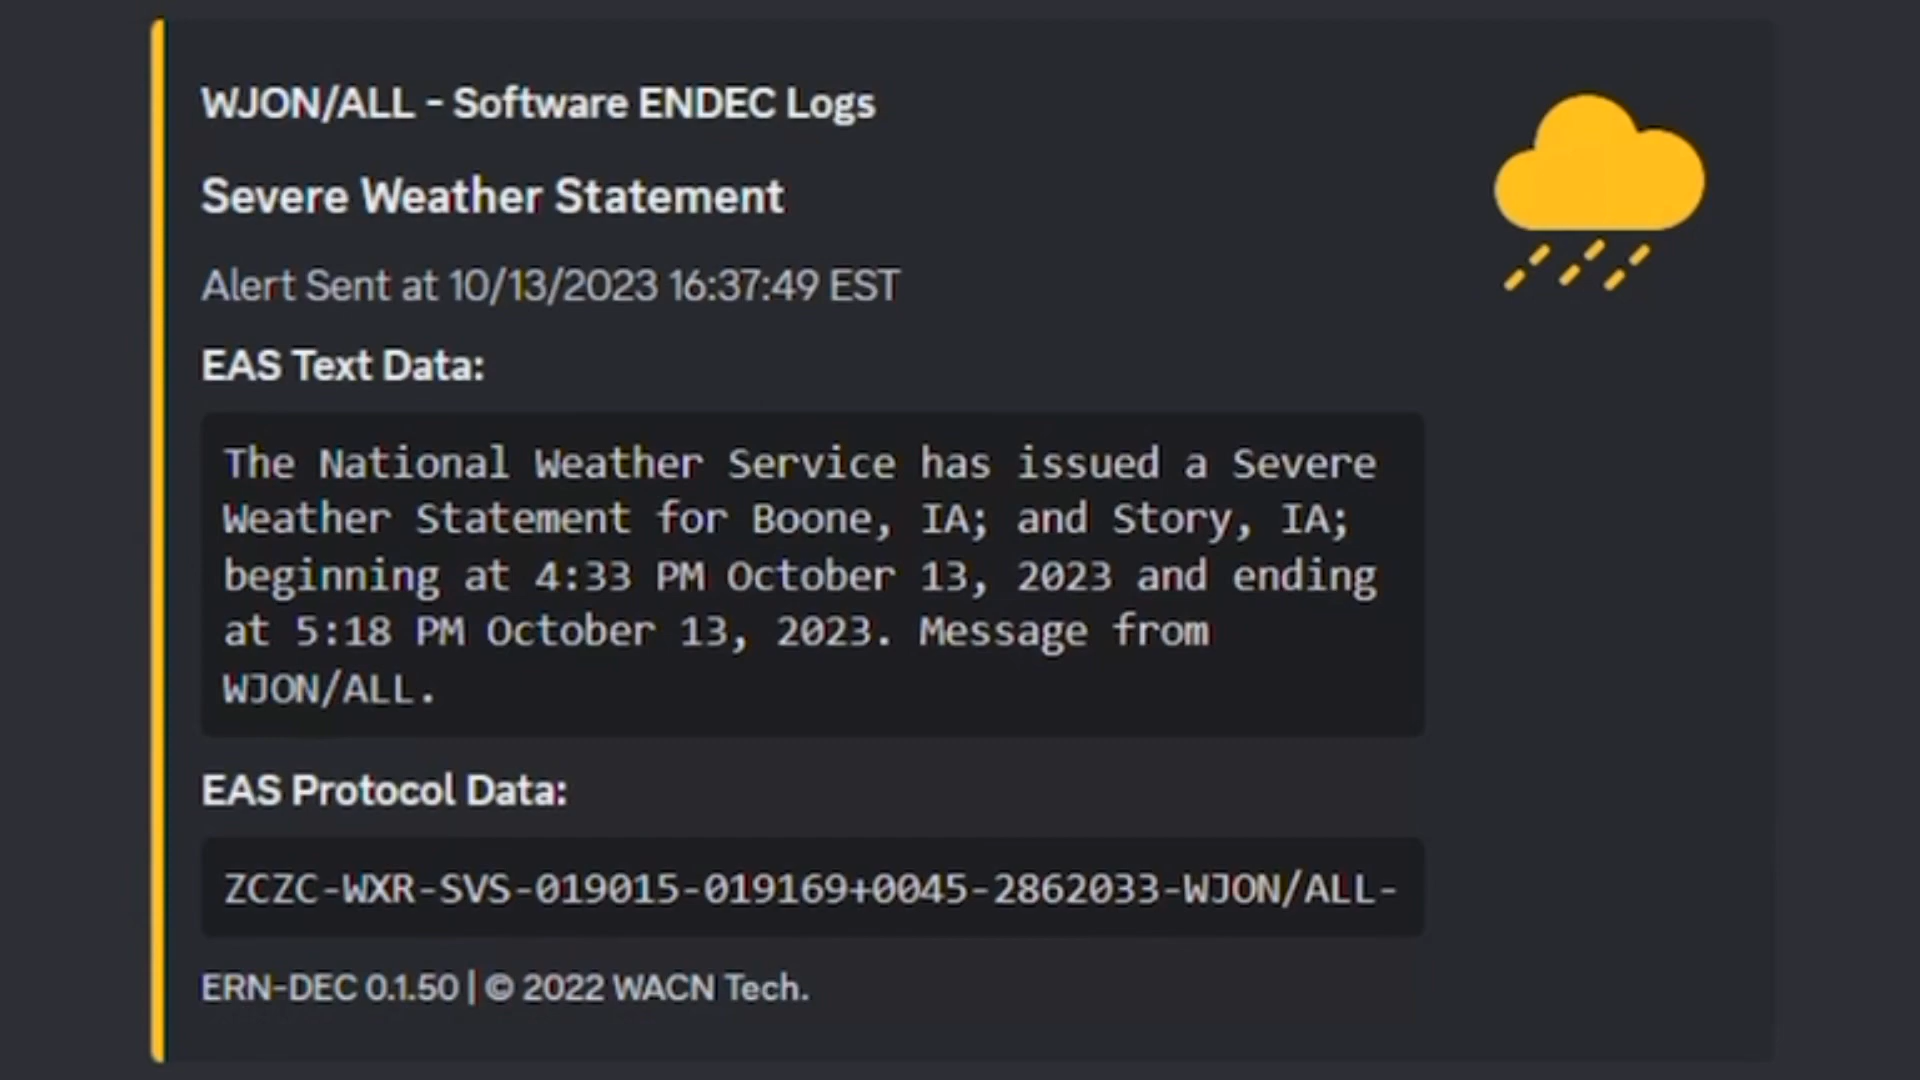 WJON/ALL - Software ENDEC Logs
Severe Weather Statement
Alert Sent at 10/13/2023 16:37:49 EST
EAS Text Data:
The National Weather Service has issued a Severe
Weather Statement for Boone, IA; and Story, IA;
beginning at 4:33 PM October 13, 2023 and ending
at 5:18 PM October 13, 2023. Message from
WJON/ALL.
EAS Protocol Data:
ZCZC-WXR-SVS-019015-019169+0045-2862033-WJON/ALL-
ERN-DEC 0.1.50 | © 2022 WACN Tech.